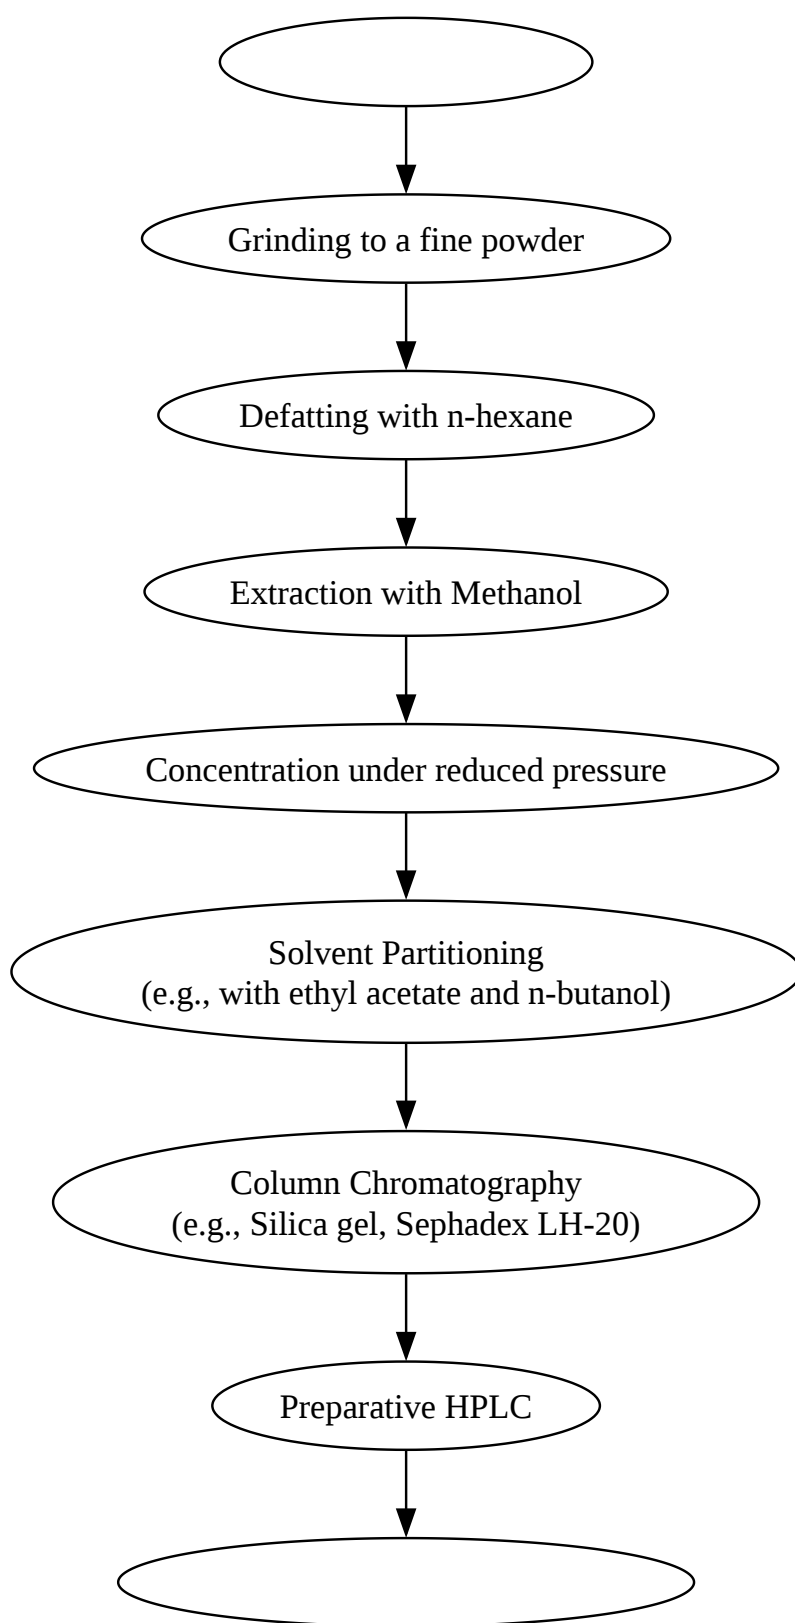 Grinding to a fine powder
Defatting with n-hexane
Extraction with Methanol
Concentration under reduced pressure
Solvent Partitioning
(e.g., with ethyl acetate and n-butanol)
Column Chromatography
(e.g., Silica gel, Sephadex LH-20)
Preparative HPLC